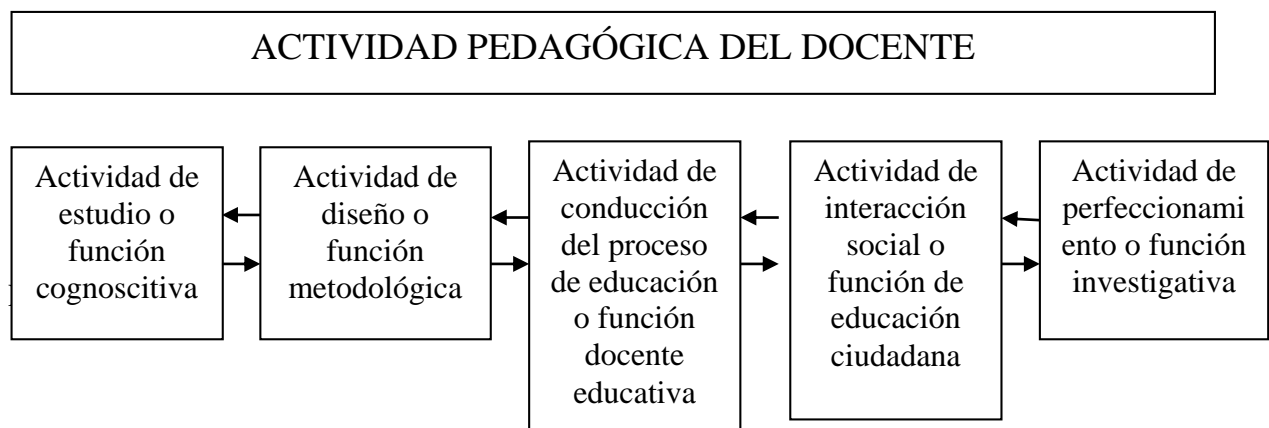 ACTIVIDAD PEDAGÓGICA DEL DOCENTE
Actividad de
estudio o
función
cognoscitiva
Actividad de
diseño o
función
metodológica
Actividad de
conducción
del proceso
de educación
o función
docente
educativa
Actividad de
interacción
social o
función de
educación
ciudadana
Actividad de
perfeccionami
ento o función
investigativa